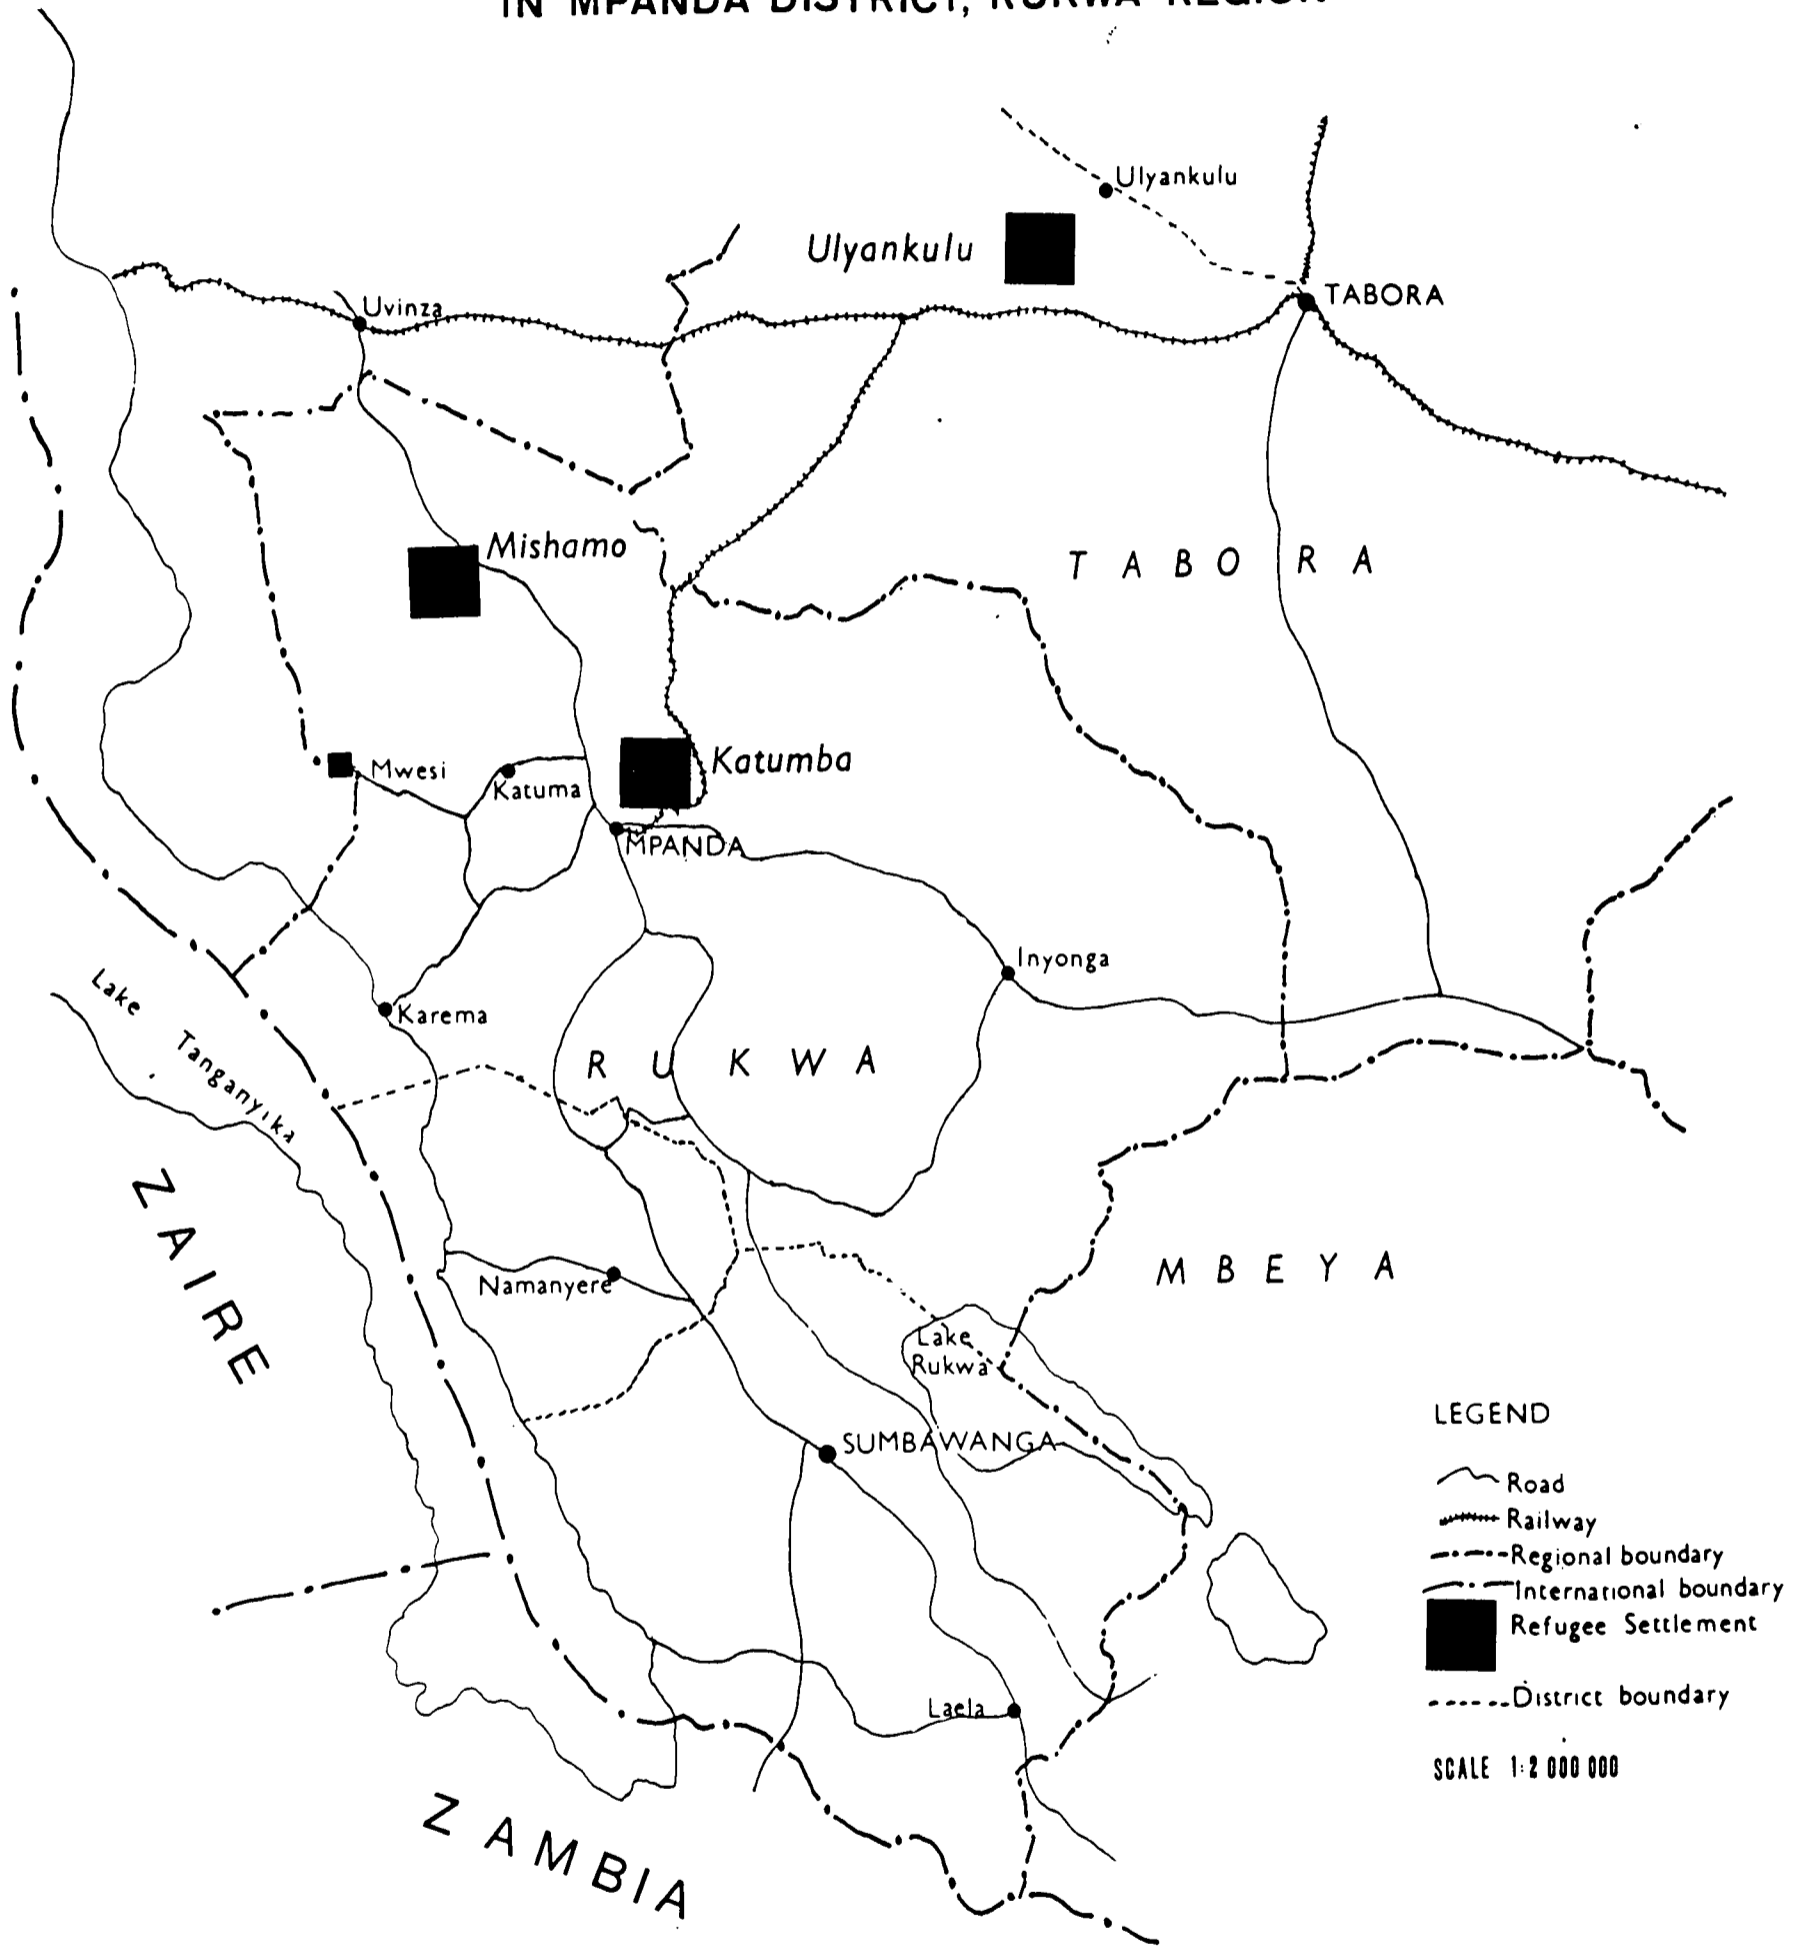 IN MPANDA DISTRICT, RUKWA REGION
Ulyankulu
Ulyankulu
TABORA
Uvinza
Mishamo
T A B O R A
Katumba
Mwesi
Katuma
MPANDA
Inyonga
Karema
Lake Tanganyika
R U K W A
ZAIRE
Namanyere
M B E Y A
Lake
Rukwa
SUMBAWANGA
Laela
ZAMBIA
LEGEND
Road
Railway
Regional boundary
International boundary
Refugee Settlement
District boundary
SCALE 1:2 000 000